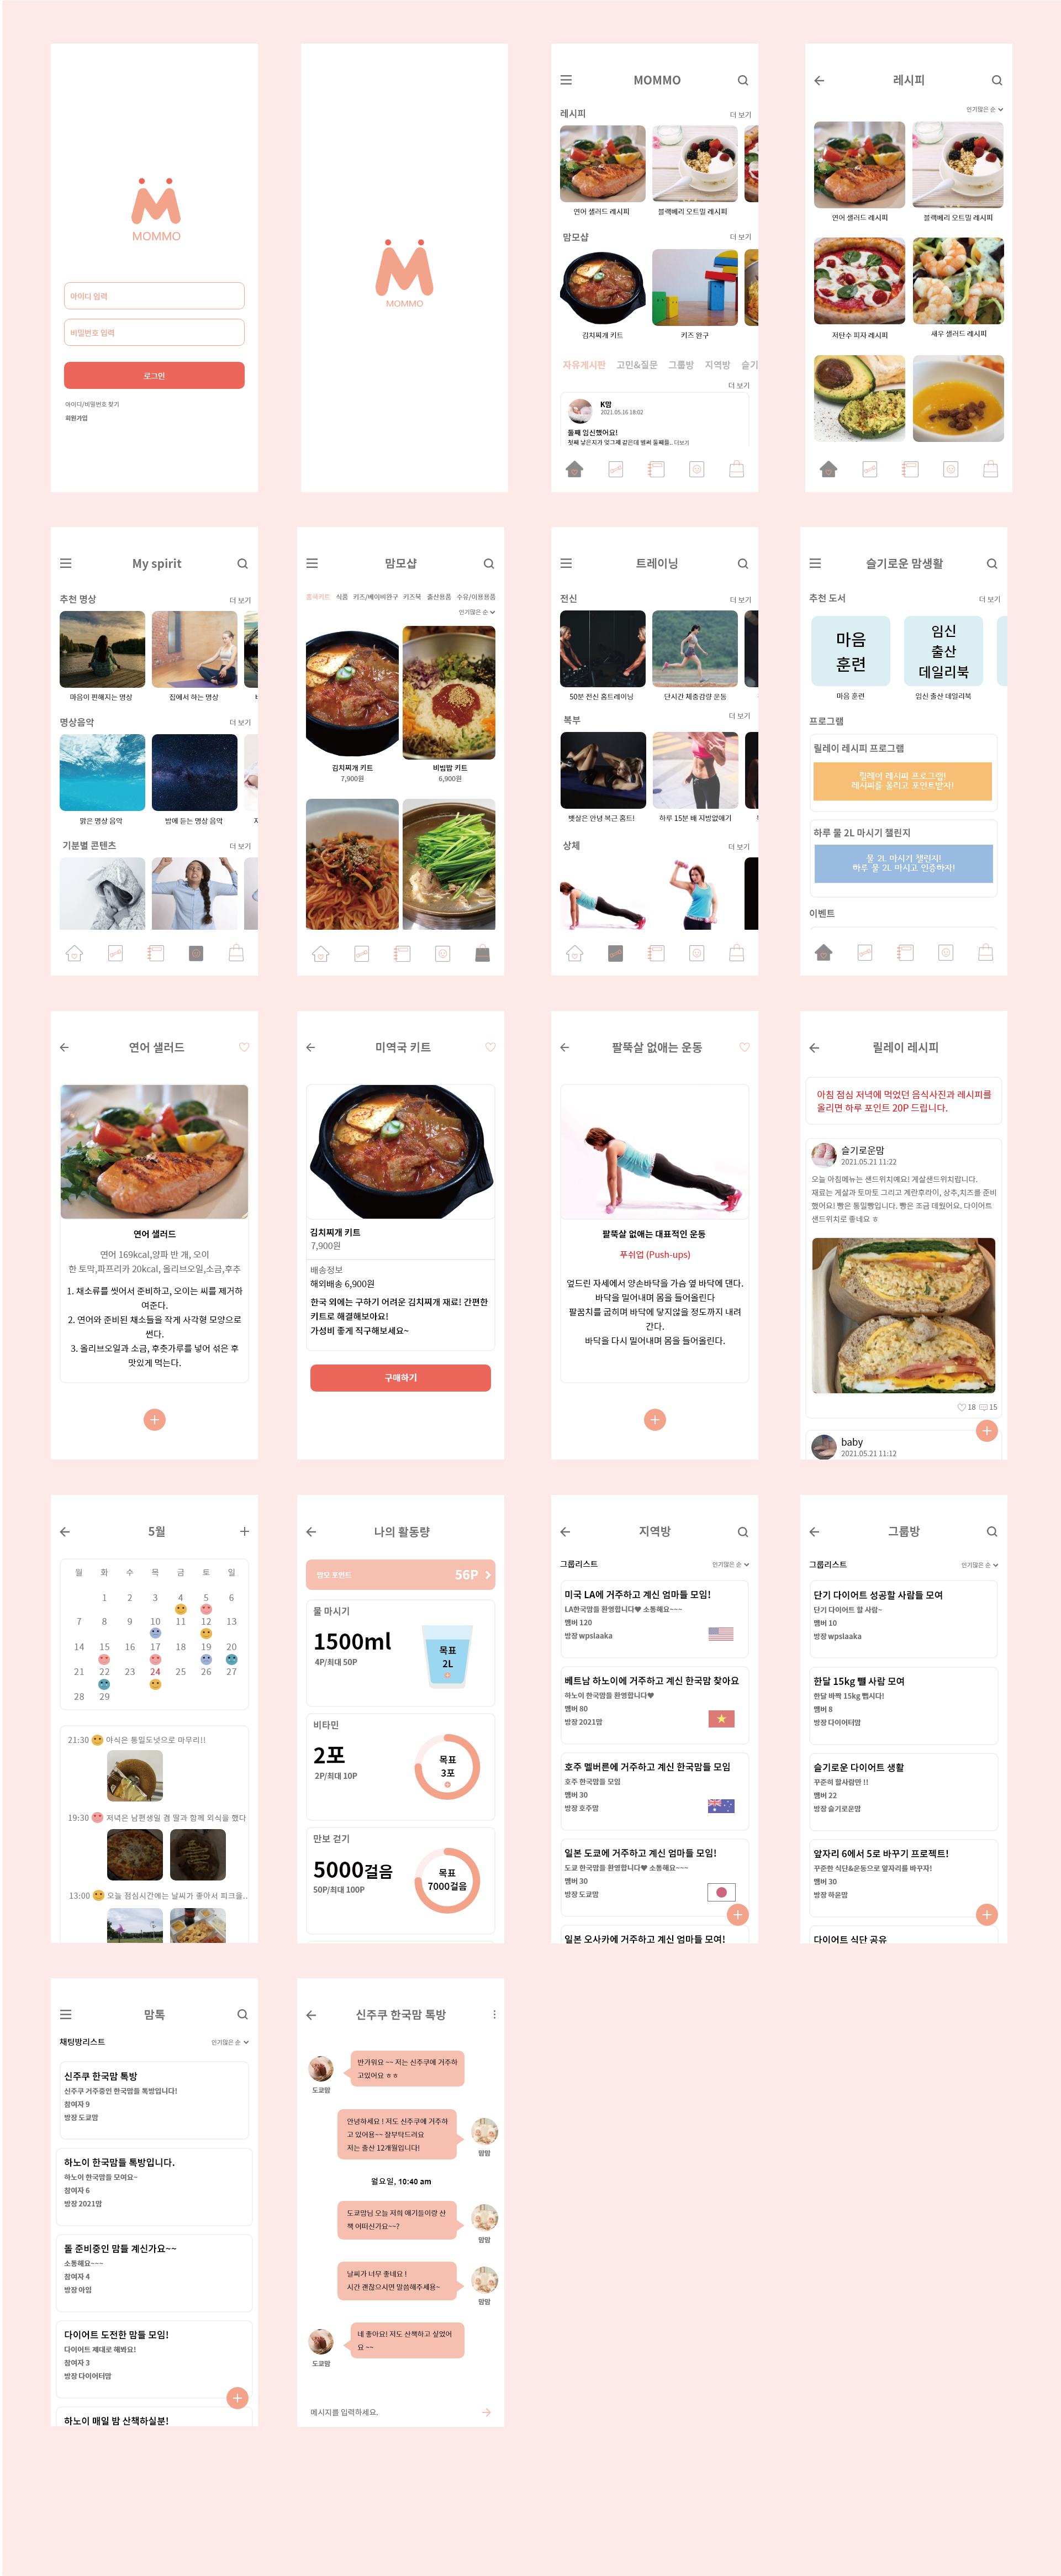 MOMMO
아이디 입력
비밀번호 입력
로그인
아이디/비밀번호 찾기
회원가입
MOMMO
MOMMO
레시피
더 보기
연어 샐러드 레시피
블랙베리 오트밀 레시피
맘모샵
더 보기
김치찌개 키트
키즈 완구
자유게시판 고민&질문 그룹방 지역방 슬기
더 보기
K맘
2021.05.16 18:02
둘째 임신했어요!
첫째 낳은지가 엊그제 같은데 벌써 둘째를.. 더보기
레시피
인기많은 순
연어 샐러드 레시피
블랙베리 오트밀 레시피
저탄수 피자 레시피
새우 샐러드 레시피
My spirit
추천 명상
더 보기
마음이 편해지는 명상
집에서 하는 명상
명상음악
더 보기
맑은 명상 음악
밤에 듣는 명상 음악
기분별 콘텐츠
더 보기
맘모샵
홈쿡키트 식품 키즈/베이비완구 키즈북 출산용품 수유/이용용품
인기많은 순
김치찌개 키트
7,900원
비빔밥 키트
6,900원
트레이닝
전신
더 보기
50분 전신 홈트레이닝
단시간 체중감량 운동
복부
더 보기
뱃살은 안녕 복근 홈트!
하루 15분 배 지방없애기
상체
더 보기
슬기로운 맘생활
추천 도서
더 보기
마음
훈련
임신
출산
데일리북
마음 훈련
임신 출산 데일리북
프로그램
릴레이 레시피 프로그램
릴레이 레시피 프로그램!
레시피를 올리고 포인트받자!
하루 물 2L 마시기 챌린지
물 2L 마시기 챌린지!
하루 물 2L 마시고 인증하자!
이벤트
연어 샐러드
연어 샐러드
연어 169kcal,양파 반 개, 오이
한 토막,파프리카 20kcal, 올리브오일,소금,후추
1. 채소류를 씻어서 준비하고, 오이는 씨를 제거하
여준다.
2. 연어와 준비된 채소들을 작게 사각형 모양으로
썬다.
3. 올리브오일과 소금, 후춧가루를 넣어 섞은 후
맛있게 먹는다.
미역국 키트
김치찌개 키트
7,900원
배송정보
해외배송 6,900원
한국 외에는 구하기 어려운 김치찌개 재료! 간편한
키트로 해결해보아요!
가성비 좋게 직구해보세요~
구매하기
팔뚝살 없애는 운동
팔뚝살 없애는 대표적인 운동
푸쉬업 (Push-ups)
엎드린 자세에서 양손바닥을 가슴 옆 바닥에 댄다.
바닥을 밀어내며 몸을 들어올린다
팔꿈치를 굽히며 바닥에 닿지않을 정도까지 내려
간다.
바닥을 다시 밀어내며 몸을 들어올린다.
릴레이 레시피
아침 점심 저녁에 먹었던 음식사진과 레시피를
올리면 하루 포인트 20P 드립니다.
슬기로운맘
2021.05.21 11:22
오늘 아침메뉴는 샌드위치예요! 게살샌드위치랍니다.
재료는 게살과 토마토 그리고 계란후라이, 상추,치즈를 준비
했어요! 빵은 통밀빵입니다. 빵은 조금 데웠어요. 다이어트
샌드위치로 좋네요 ㅎ
18 15
baby
2021.05.21 11:12
5월
월 화 수 목 금 토 일
1 2 3 4 5 6
7 8 9 10 11 12 13
14 15 16 17 18 19 20
21 22 23 24 25 26 27
28 29
21:30 야식은 통밀도넛으로 마무리!!
19:30 저녁은 남편생일 겸 딸과 함께 외식을 했다
13:00 오늘 점심시간에는 날씨가 좋아서 피크을..
나의 활동량
맘모 포인트
56P
물 마시기
1500ml
4P/최대 50P
목표
2L
비타민
2포
2P/최대 10P
목표
3포
만보 걷기
5000걸음
50P/최대 100P
목표
7000걸음
지역방
그룹리스트
인기많은 순
미국 LA에 거주하고 계신 엄마들 모임!
LA한국맘들 환영합니다♥ 소통해요~~~
멤버 120
방장 wpslaaka
베트남 하노이에 거주하고 계신 한국맘 찾아요
하노이 한국맘들 환영합니다♥
멤버 80
방장 2021맘
호주 멜버른에 거주하고 계신 한국맘들 모임
호주 한국맘들 모임
멤버 30
방장 호주맘
일본 도쿄에 거주하고 계신 엄마들 모임!
도쿄 한국맘들 환영합니다♥ 소통해요~~~
멤버 30
방장 도쿄맘
일본 오사카에 거주하고 계신 엄마들 모여!
그룹방
그룹리스트
인기많은 순
단기 다이어트 성공할 사람들 모여
단기 다이어트 할 사람~
멤버 10
방장 wpslaaka
한달 15kg 뺄 사람 모여
한달 바짝 15kg 뺍시다!
멤버 8
방장 다이어터맘
슬기로운 다이어트 생활
꾸준히 할사람만 !!
멤버 22
방장 슬기로운맘
앞자리 6에서 5로 바꾸기 프로젝트!
꾸준한 식단&운동으로 앞자리를 바꾸자!
멤버 30
방장 하윤맘
다이어트 식단 공유
맘톡
채팅방리스트
인기많은 순
신주쿠 한국맘 톡방
신주쿠 거주중인 한국맘들 톡방입니다!
참여자 9
방장 도쿄맘
하노이 한국맘들 톡방입니다.
하노이 한국맘들 모여요~
참여자 6
방장 2021맘
돌 준비중인 맘들 계신가요~~
소통해요~~~
참여자 4
방장 아임
다이어트 도전한 맘들 모임!
다이어트 제대로 해봐요!
참여자 3
방장 다이어터맘
하노이 매일 밤 산책하실분!
신주쿠 한국맘 톡방
반가워요 ~~ 저는 신주쿠에 거주하
고있어요 ㅎㅎ
도쿄맘
안녕하세요 ! 저도 신주쿠에 거주하
고 있어용~~ 잘부탁드려요
저는 출산 12개월입니다!
맘맘
월요일, 10:40 am
도쿄맘님 오늘 저희 애기들이랑 산
책 어떠신가요~~?
맘맘
날씨가 너무 좋네요 !
시간 괜찮으시면 말씀해주세용~
맘맘
네 좋아요! 저도 산책하고 싶었어
요 ~~
도쿄맘
메시지를 입력하세요.